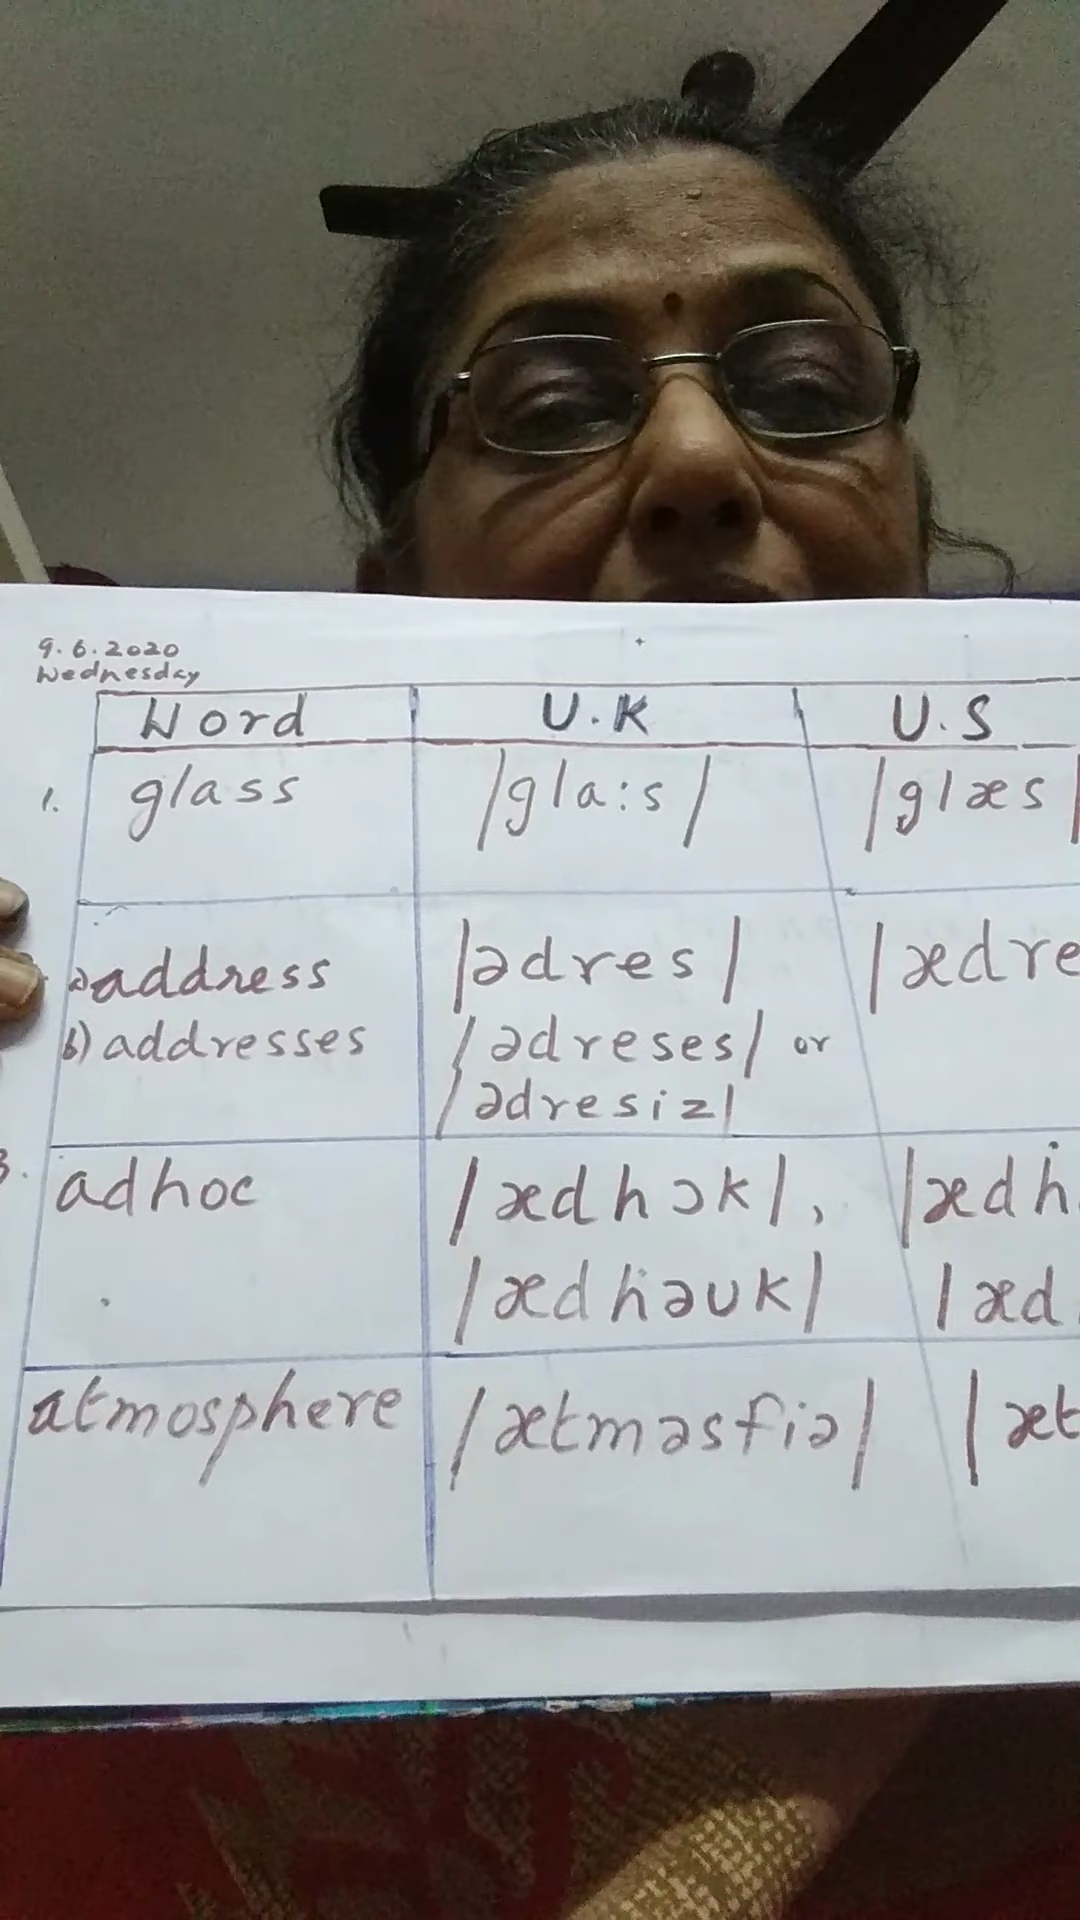 9.6.2020
Wednesday
Word U.K U.S
1. glass /gla:s/ /glæs/
a) address /ədres/ /ædre
b) addresses /ədreses/ or
/ədresiz/
3. adhoc /ædhɔk/, /ædh
/ædhəuk/ /æd
atmosphere /ætməsfiə/ /æt